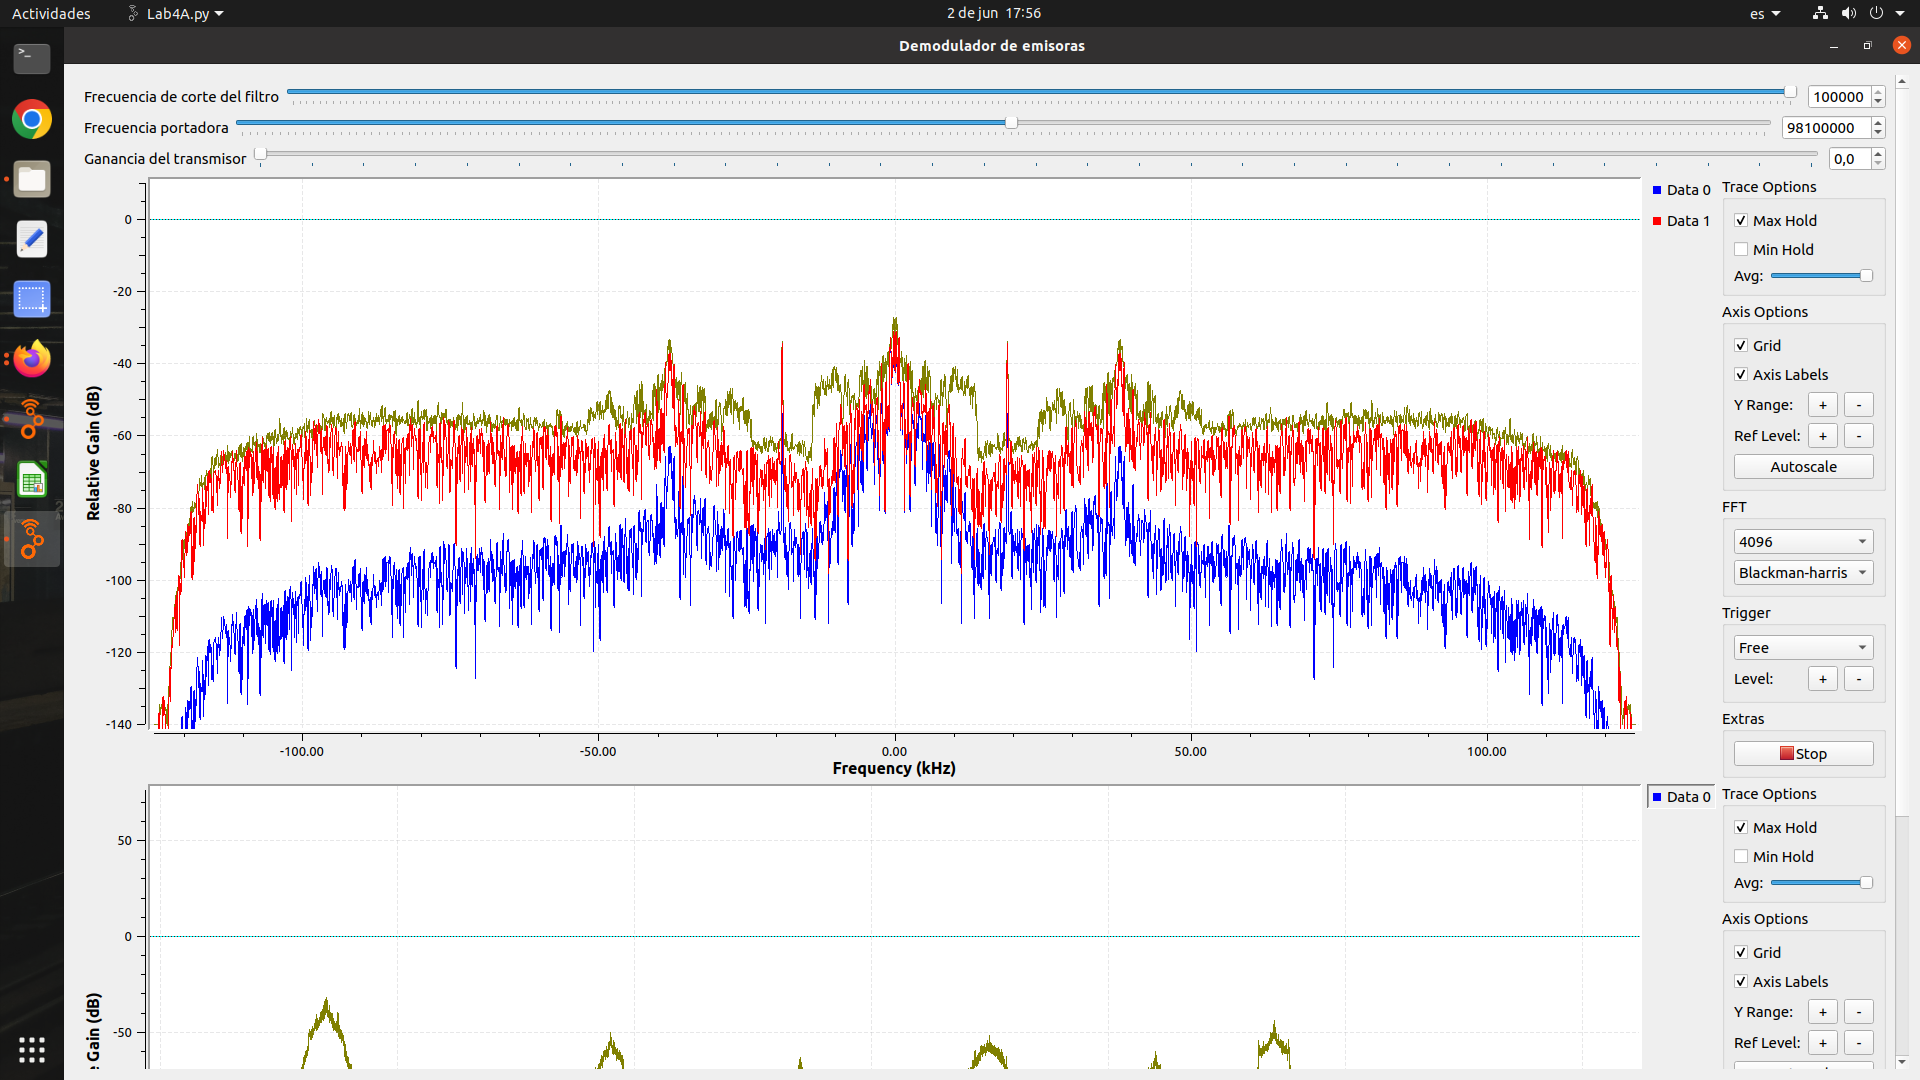 Actividades Lab4A.py 2 de jun 17:56 es
Demodulador de emisoras
Frecuencia de corte del filtro 100000
Frecuencia portadora 98100000
Ganancia del transmisor 0,0
Relative Gain (dB)
0
-20
-40
-60
-80
-100
-120
-140
-100.00 -50.00 0.00 50.00 100.00
Frequency (kHz)
Data 0
Data 1
Trace Options
Max Hold
Min Hold
Avg:
Axis Options
Grid
Axis Labels
Y Range: + -
Ref Level: + -
Autoscale
FFT
4096
Blackman-harris
Trigger
Free
Level: + -
Extras
Stop
e Gain (dB)
50
0
-50
Data 0
Trace Options
Max Hold
Min Hold
Avg:
Axis Options
Grid
Axis Labels
Y Range: + -
Ref Level: + -